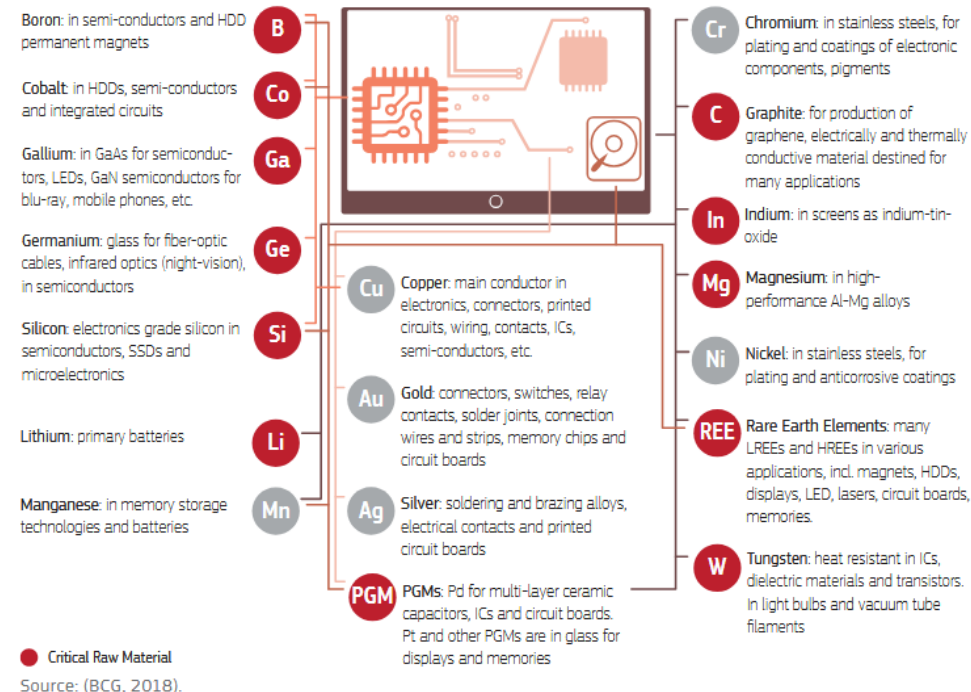 Boron: in semi-conductors and HDD
permanent magnets
B
Cobalt: in HDDs, semi-conductors
and integrated circuits
Co
Gallium: in GaAs for semiconduc-
tors, LEDs, GaN semiconductors for
blu-ray, mobile phones, etc.
Ga
Germanium: glass for fiber-optic
cables, infrared optics (night-vision),
in semiconductors
Ge
Silicon: electronics grade silicon in
semiconductors, SSDs and
microelectronics
Si
Lithium: primary batteries
Li
Manganese: in memory storage
technologies and batteries
Mn
Cu
Copper: main conductor in
electronics, connectors, printed
circuits, wiring, contacts, ICs,
semi-conductors, etc.
Au
Gold: connectors, switches, relay
contacts, solder joints, connection
wires and strips, memory chips and
circuit boards
Ag
Silver: soldering and brazing alloys,
electrical contacts and printed
circuit boards
PGM
PGMs: Pd for multi-layer ceramic
capacitors, ICs and circuit boards.
Pt and other PGMs are in glass for
displays and memories
Cr
Chromium: in stainless steels, for
plating and coatings of electronic
components, pigments
C
Graphite: for production of
graphene, electrically and thermally
conductive material destined for
many applications
In
Indium: in screens as indium-tin-
oxide
Mg
Magnesium: in high-
performance Al-Mg alloys
Ni
Nickel: in stainless steels, for
plating and anticorrosive coatings
REE
Rare Earth Elements: many
LREEs and HREEs in various
applications, incl. magnets, HDDs,
displays, LED, lasers, circuit boards,
memories.
W
Tungsten: heat resistant in ICs,
dielectric materials and transistors.
In light bulbs and vacuum tube
filaments
Critical Raw Material
Source: (BCG, 2018).